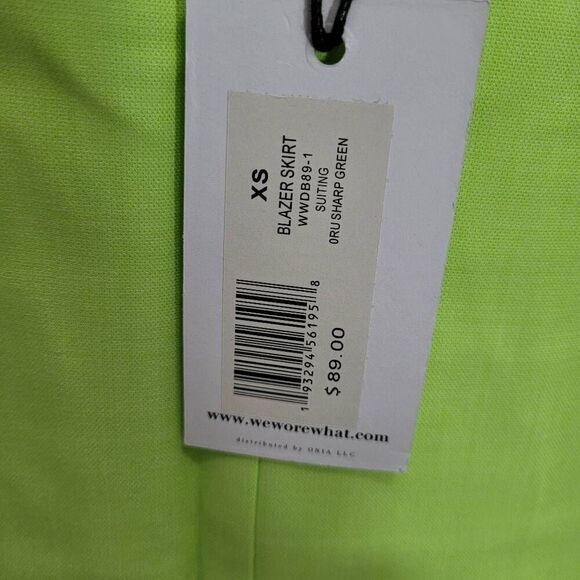 XS
BLAZER SKIRT
WWDB89-1
SUITING
0RU SHARP GREEN
1 93294 56195 8
$ 89.00
www.weworewhat.com
distributed by ONIA LLC